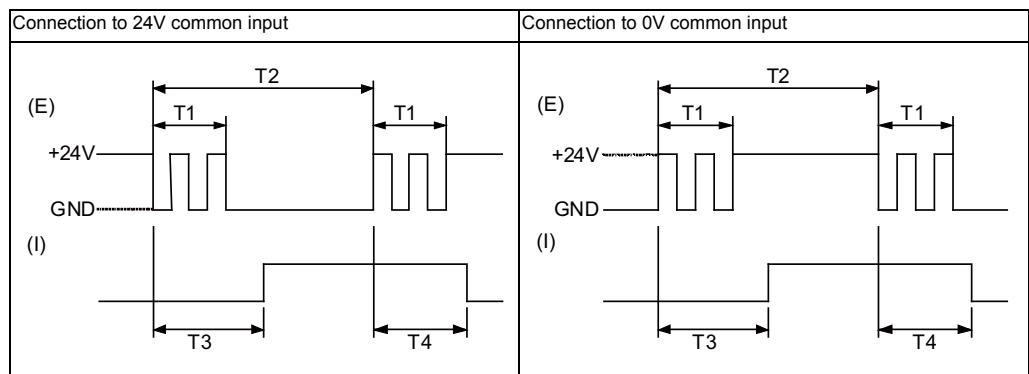 Connection to 24V common input
T2
(E)
T1
T1
+24V
GND
(I)
T3
T4
Connection to 0V common input
T2
(E)
T1
T1
+24V
GND
(I)
T3
T4